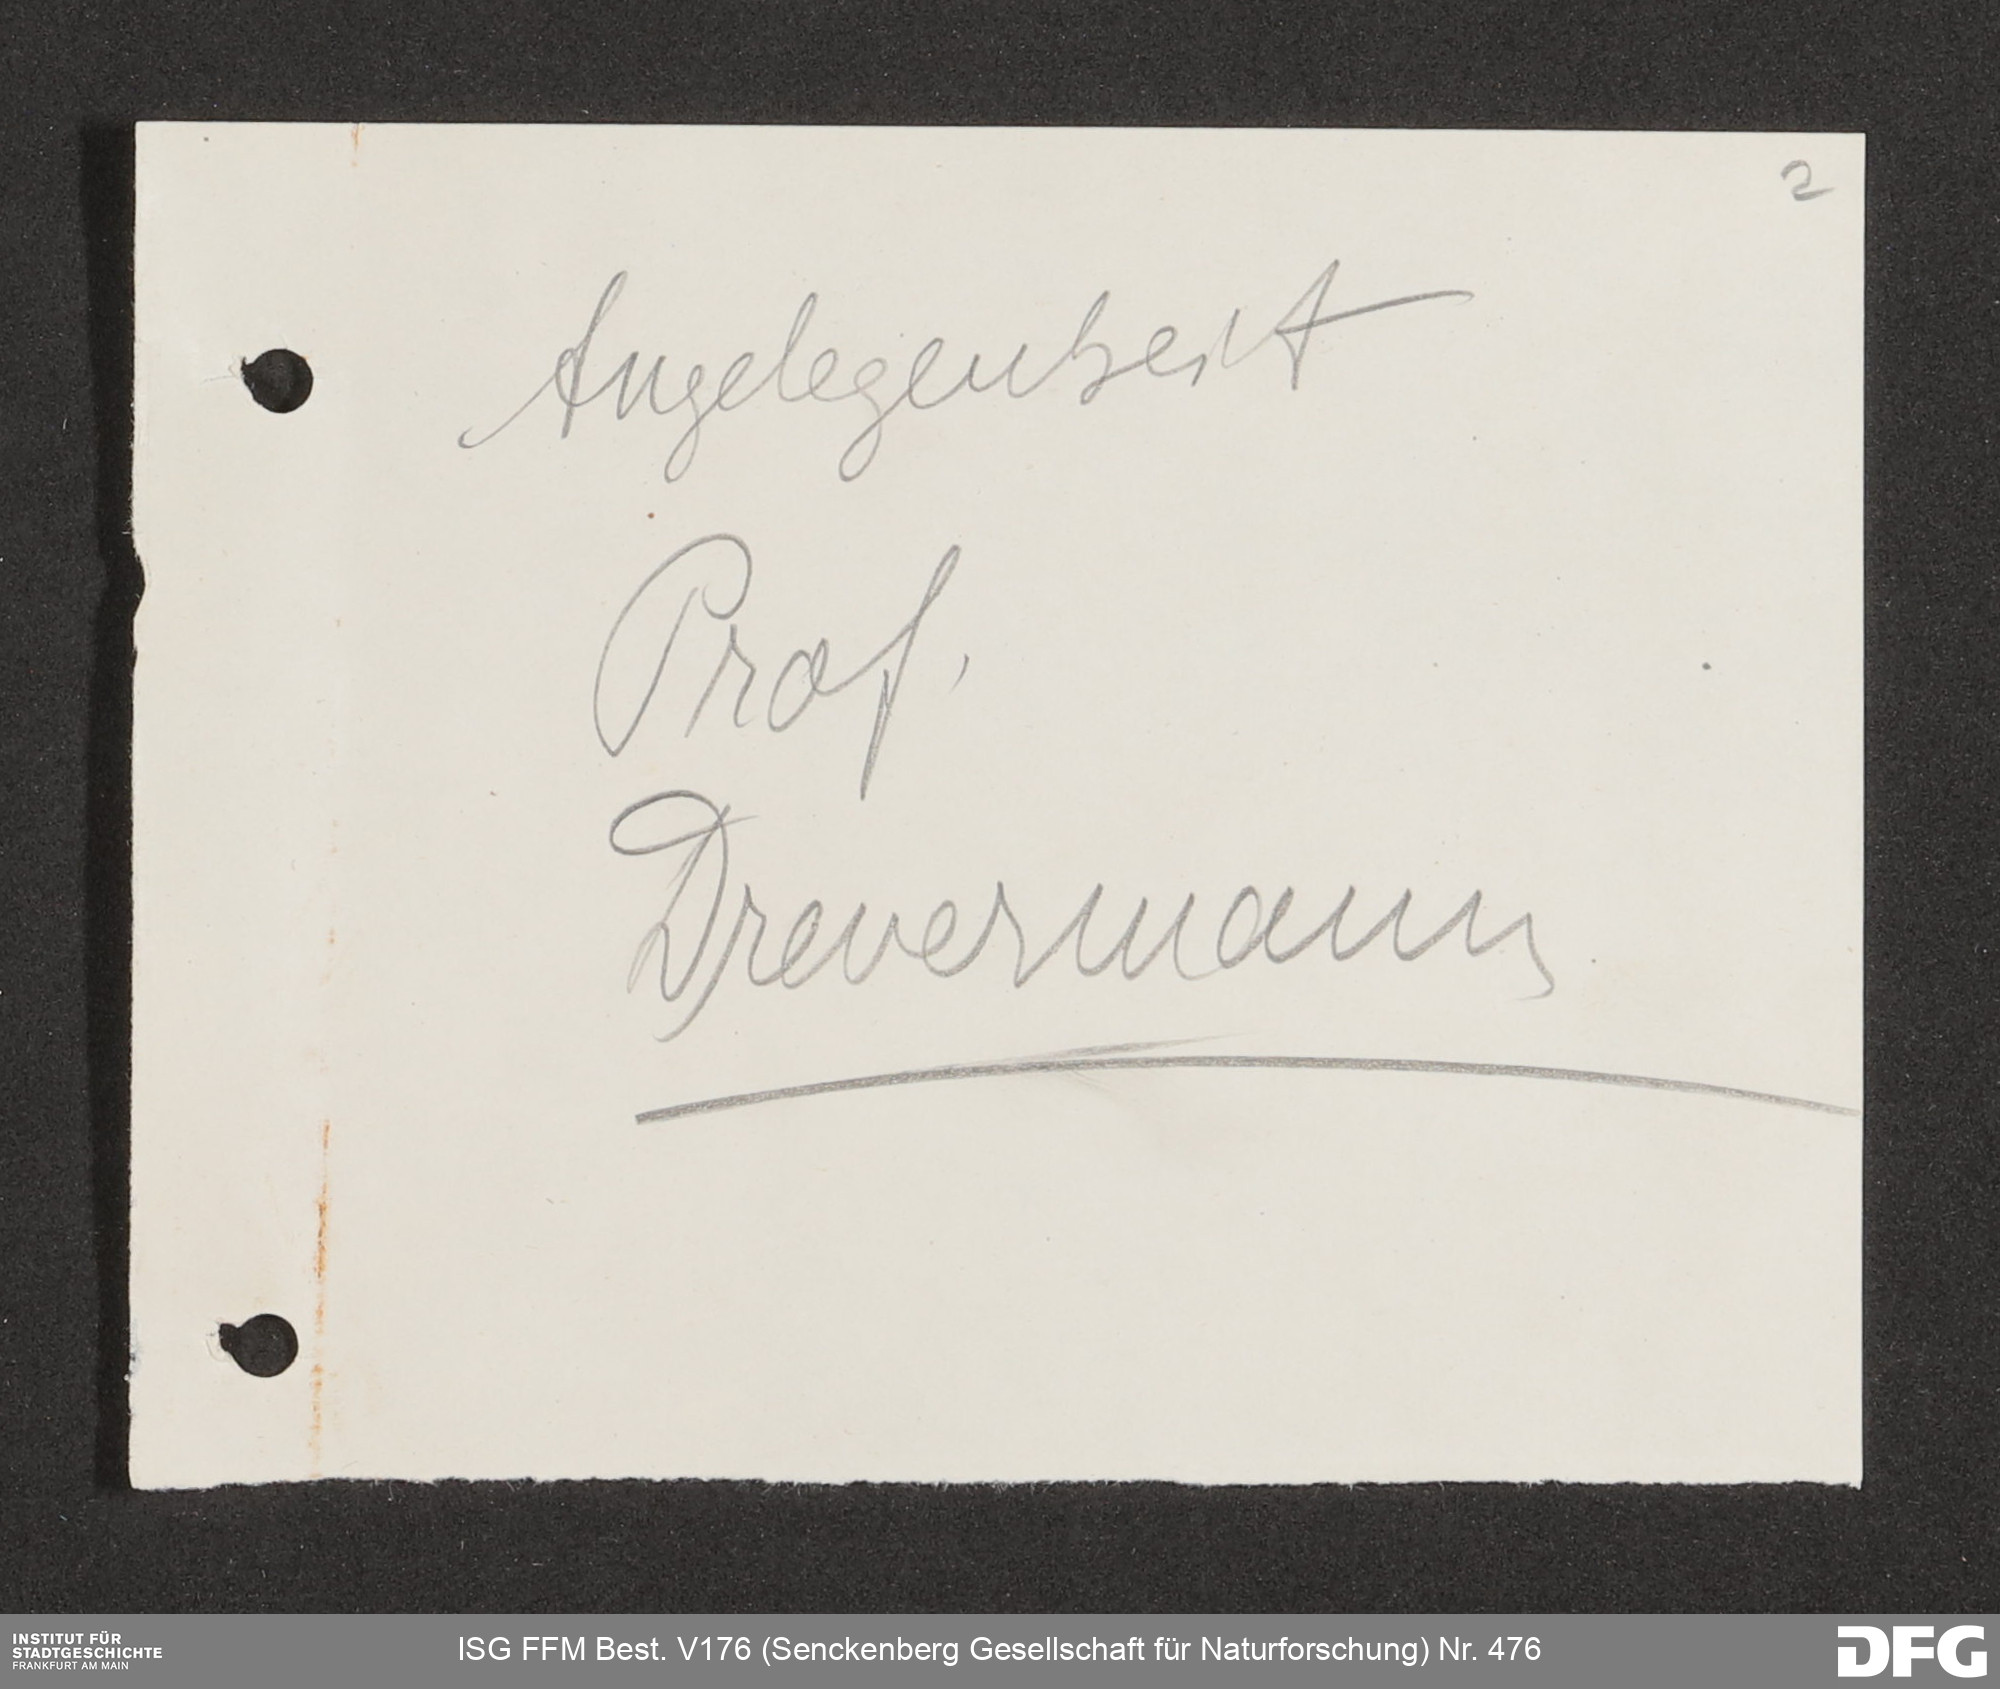 2
Angelegenheit
Prof.
Drevermann
INSTITUT FÜR
STADTGESCHICHTE
FRANKFURT AM MAIN
ISG FFM Best. V176 (Senckenberg Gesellschaft für Naturforschung) Nr. 476
DFG